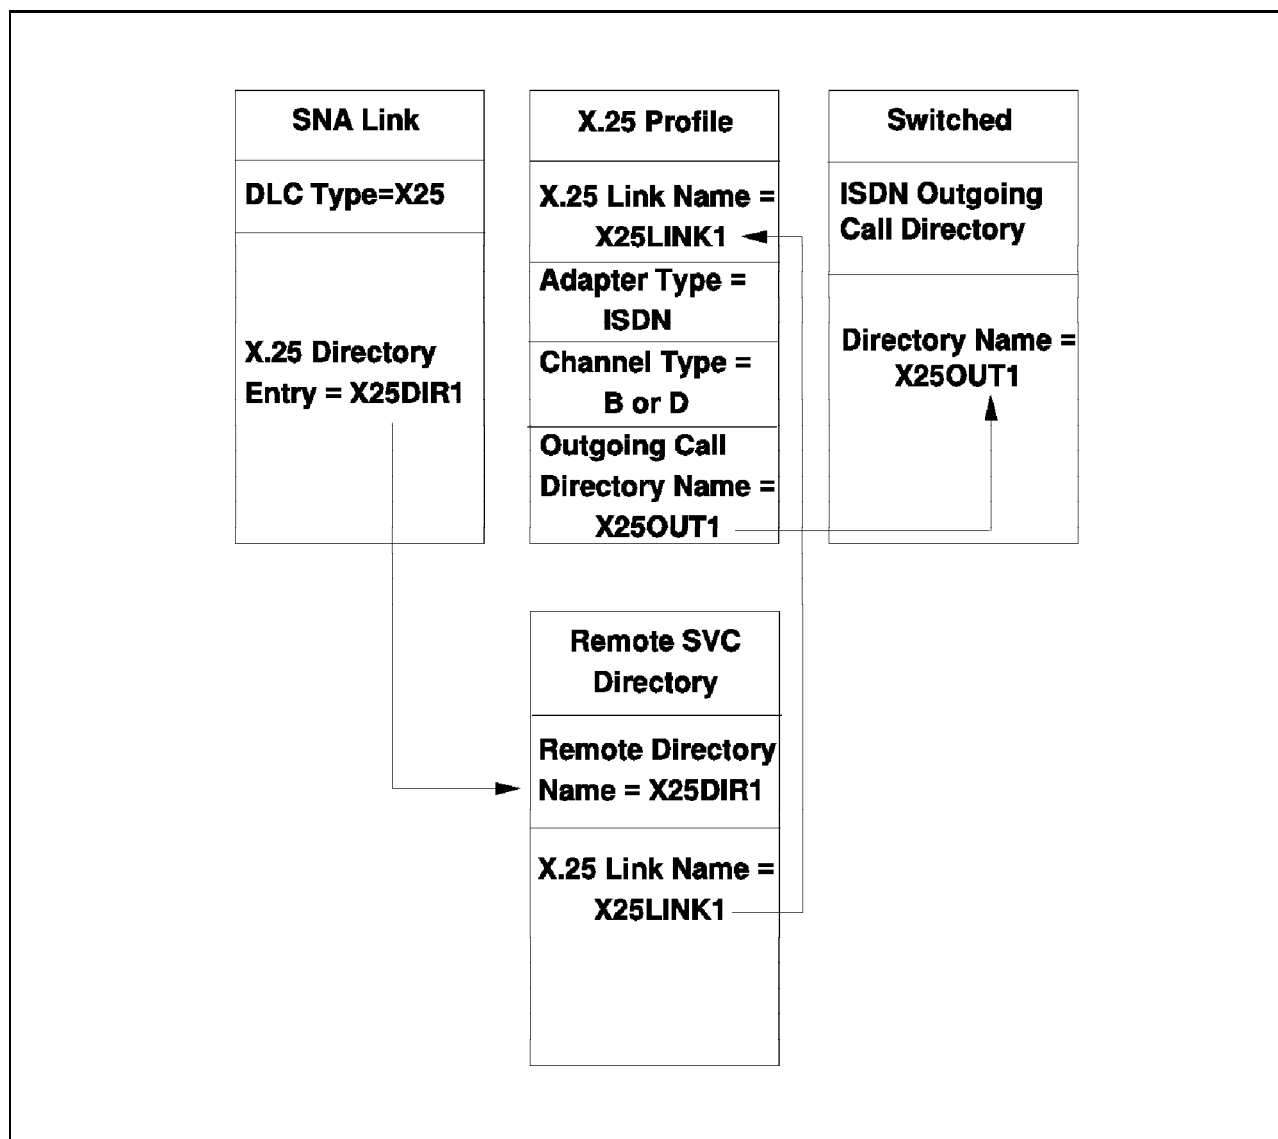 SNA Link
DLC Type=X25
X.25 Directory
Entry = X25DIR1
X.25 Profile
X.25 Link Name =
X25LINK1
Adapter Type =
ISDN
Channel Type =
B or D
Outgoing Call
Directory Name =
X25OUT1
Switched
ISDN Outgoing
Call Directory
Directory Name =
X25OUT1
Remote SVC
Directory
Remote Directory
Name = X25DIR1
X.25 Link Name =
X25LINK1